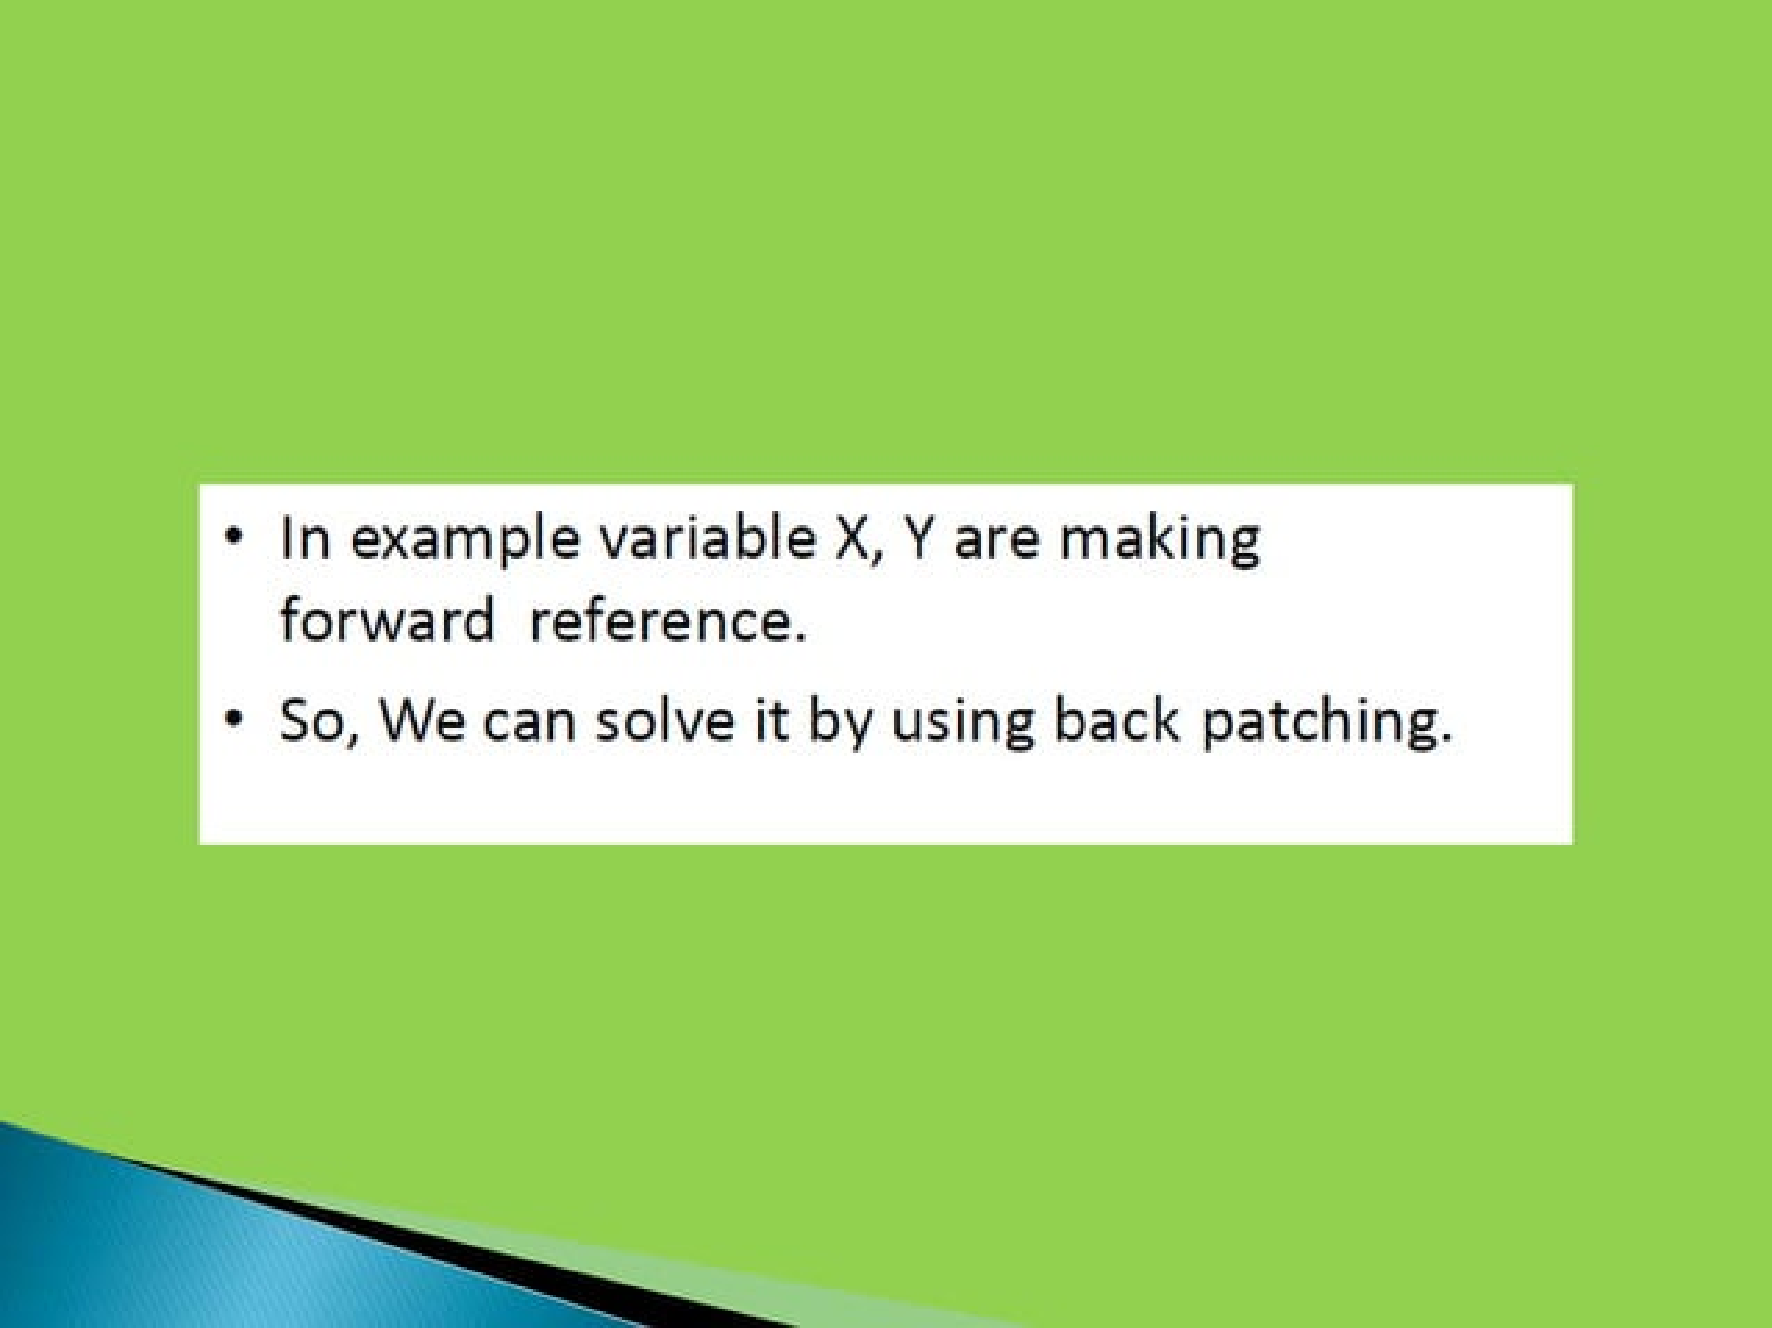 • In example variable X, Y are making
forward  reference.
• So, We can solve it by using back patching.